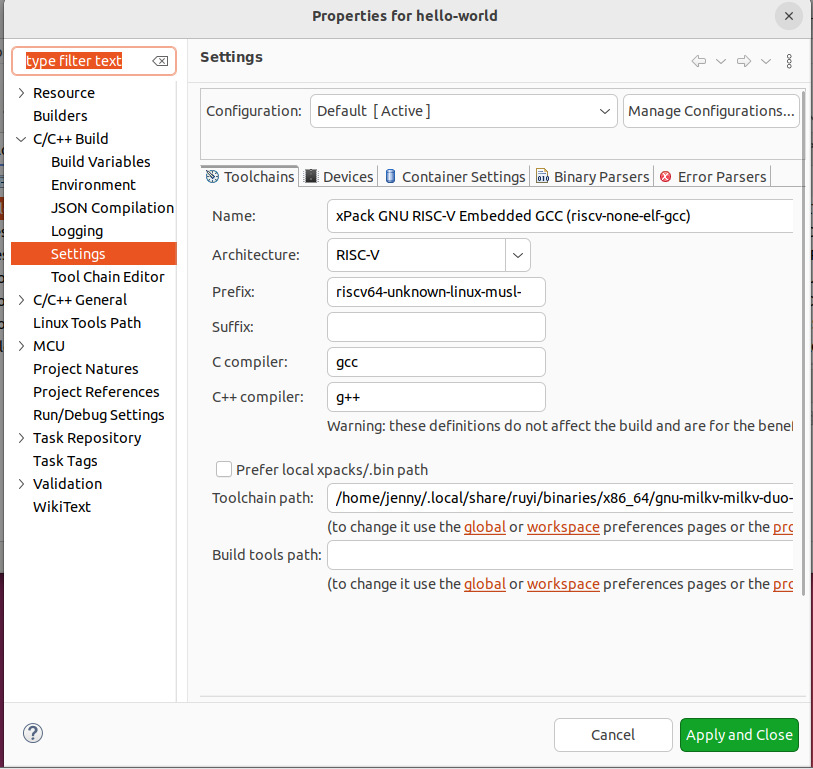 Properties for hello-world
type filter text
Settings
Resource
Builders
C/C++ Build
Build Variables
Environment
JSON Compilation
Logging
Settings
Tool Chain Editor
C/C++ General
Linux Tools Path
MCU
Project Natures
Project References
Run/Debug Settings
Task Repository
Task Tags
Validation
WikiText
Configuration: Default [ Active ] Manage Configurations...
Toolchains Devices Container Settings Binary Parsers Error Parsers
Name: xPack GNU RISC-V Embedded GCC (riscv-none-elf-gcc)
Architecture: RISC-V
Prefix: riscv64-unknown-linux-musl-
Suffix:
C compiler: gcc
C++ compiler: g++
Warning: these definitions do not affect the build and are for the benef
Prefer local xpacks/.bin path
Toolchain path: /home/jenny/.local/share/ruyi/binaries/x86_64/gnu-milkv-milkv-duo-
(to change it use the global or workspace preferences pages or the pro
Build tools path:
(to change it use the global or workspace preferences pages or the pro
Cancel Apply and Close